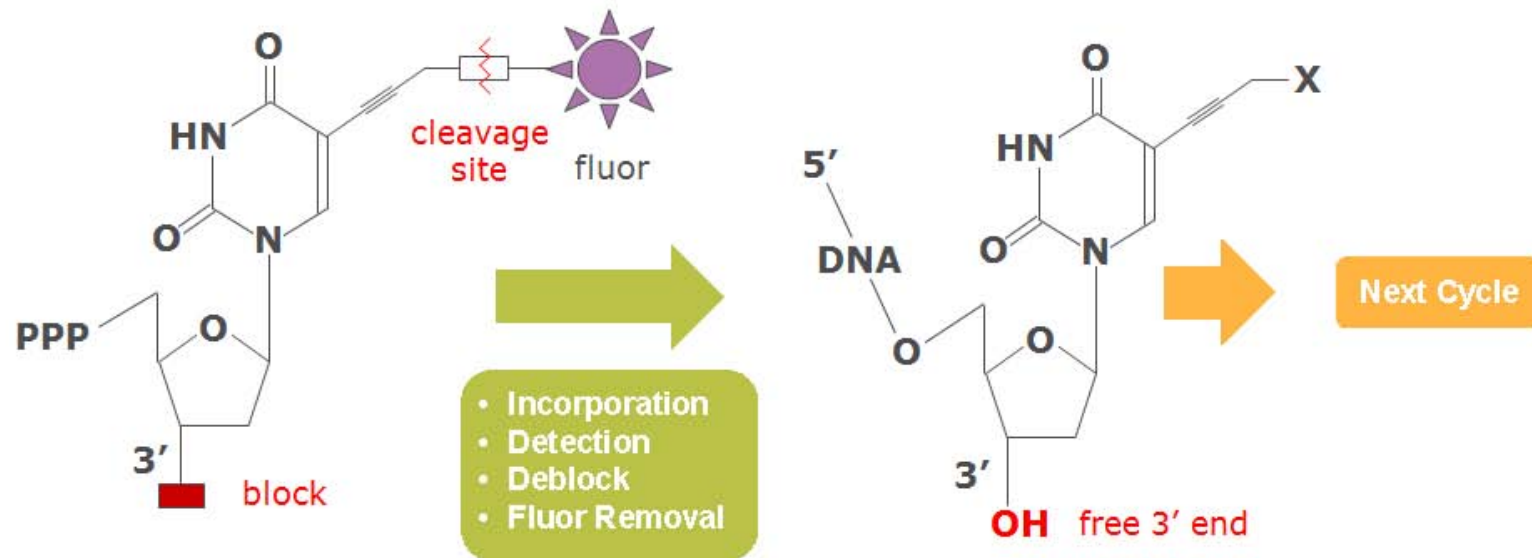 O
HN
O
N
cleavage
site
fluor
PPP
O
3’
block
• Incorporation
• Detection
• Deblock
• Fluor Removal
5’
DNA
O
O
HN
O
N
X
O
3’
OH
free 3’ end
Next Cycle